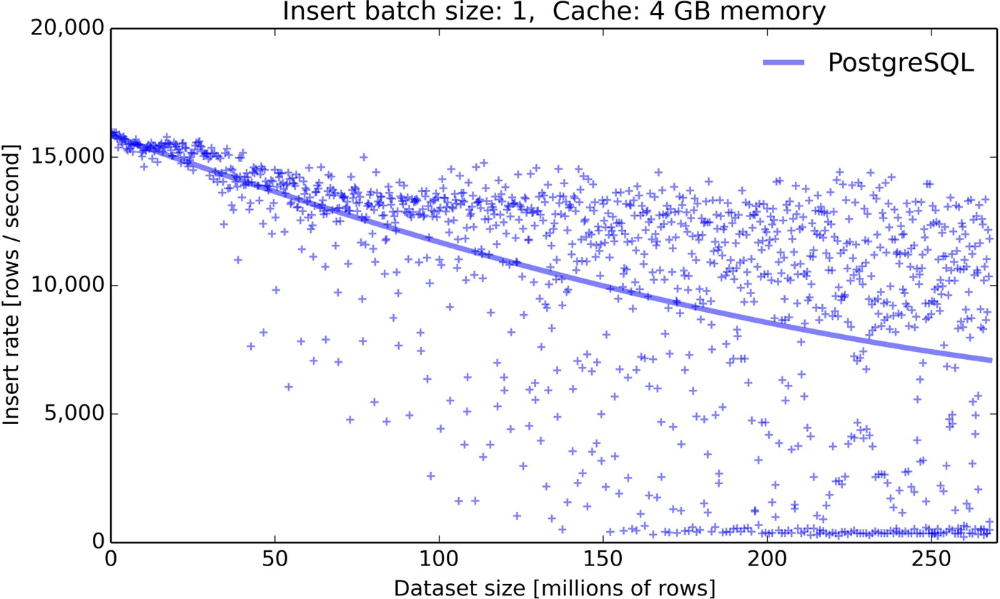 Insert batch size: 1,  Cache: 4 GB memory
20,000
15,000
10,000
5,000
0
Insert rate [rows / second]
PostgreSQL
0 50 100 150 200 250
Dataset size [millions of rows]